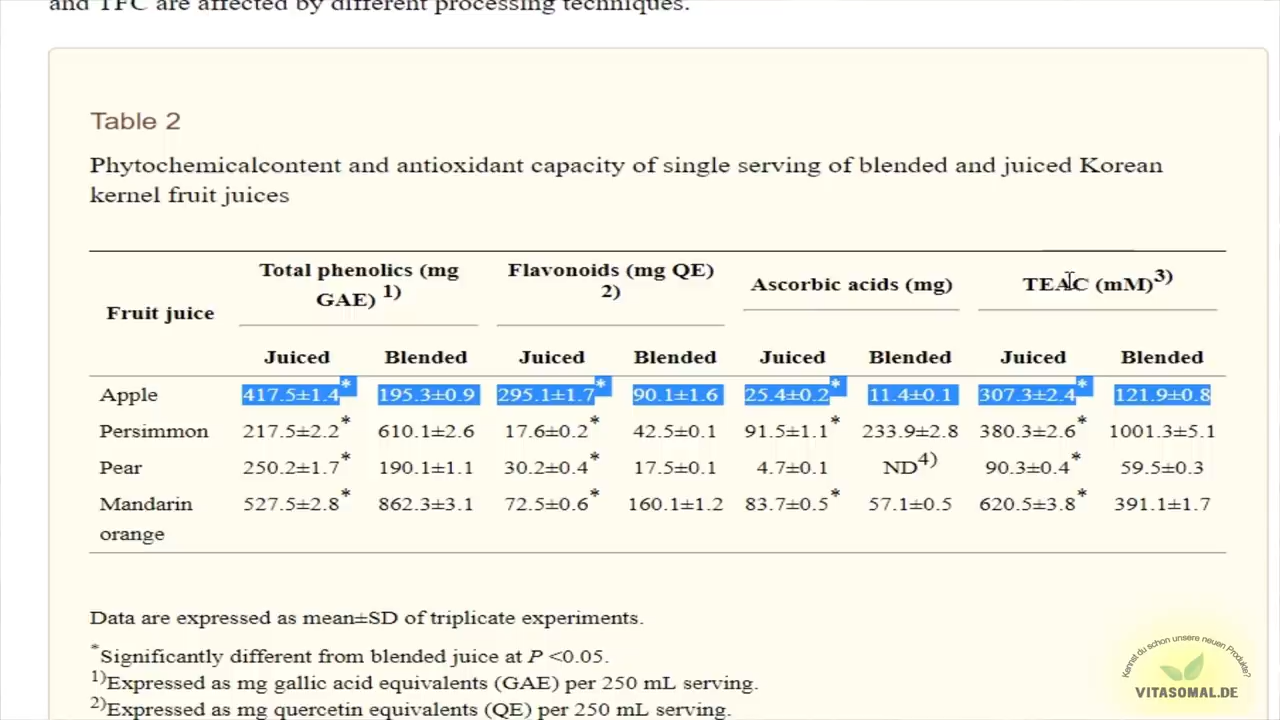 and TFC are affected by different processing techniques.
Table 2
Phytochemicalcontent and antioxidant capacity of single serving of blended and juiced Korean
kernel fruit juices
Fruit juice Total phenolics (mg GAE) 1) Flavonoids (mg QE) 2) Ascorbic acids (mg) TEAC (mM)3)
Juiced Blended Juiced Blended Juiced Blended Juiced Blended
Apple 417.5±1.4* 195.3±0.9 295.1±1.7* 90.1±1.6 25.4±0.2* 11.4±0.1 307.3±2.4* 121.9±0.8
Persimmon 217.5±2.2* 610.1±2.6 17.6±0.2* 42.5±0.1 91.5±1.1* 233.9±2.8 380.3±2.6* 1001.3±5.1
Pear 250.2±1.7* 190.1±1.1 30.2±0.4* 17.5±0.1 4.7±0.1 ND4) 90.3±0.4* 59.5±0.3
Mandarin orange 527.5±2.8* 862.3±3.1 72.5±0.6* 160.1±1.2 83.7±0.5* 57.1±0.5 620.5±3.8* 391.1±1.7
Data are expressed as mean±SD of triplicate experiments.
*Significantly different from blended juice at P <0.05.
1)Expressed as mg gallic acid equivalents (GAE) per 250 mL serving.
2)Expressed as mg quercetin equivalents (QE) per 250 mL serving.
Kennst du schon unsere neuen Produkte?
VITASOMAL.DE